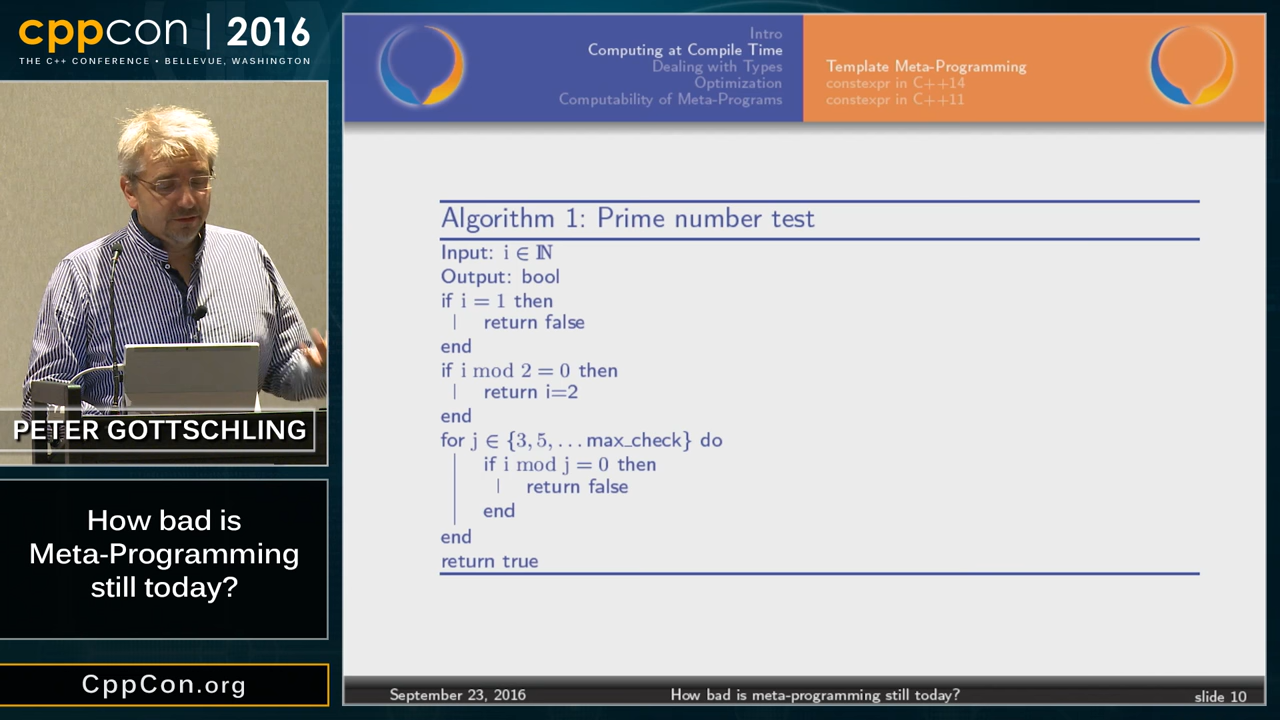 cppcon | 2016
THE C++ CONFERENCE • BELLEVUE, WASHINGTON
PETER GOTTSCHLING
How bad is
Meta-Programming
still today?
CppCon.org
Intro
Computing at Compile Time
Dealing with Types
Optimization
Computability of Meta-Programs
Template Meta-Programming
constexpr in C++14
constexpr in C++11
Algorithm 1: Prime number test
Input: i ∈ ℕ
Output: bool
if i = 1 then
return false
end
if i mod 2 = 0 then
return i=2
end
for j ∈ {3, 5, ... max_check} do
if i mod j = 0 then
return false
end
end
return true
September 23, 2016
How bad is meta-programming still today?
slide 10